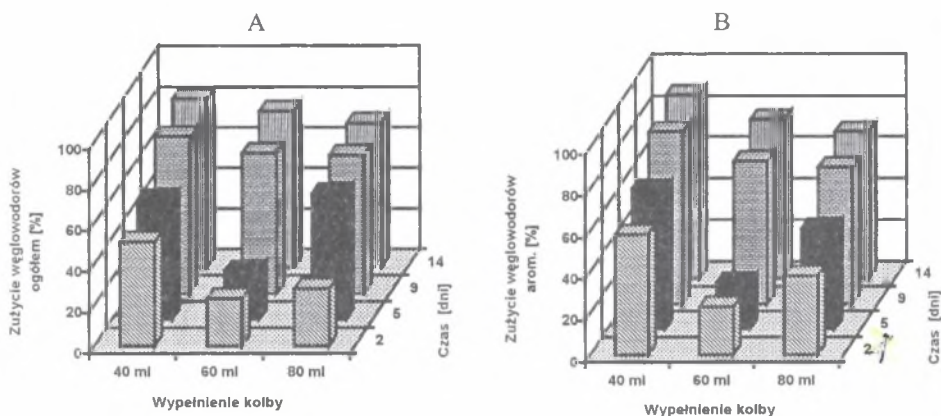 A
Zużycie węglowodorów
ogółem [%]
100
80
60
40
20
0
40 ml
60 ml
80 ml
Wypełnienie kolby
2
5
9
14
Czas [dni]
B
Zużycie węglowodorów
arom. [%]
100
80
60
40
20
0
40 ml
60 ml
80 ml
Wypełnienie kolby
2
5
9
14
Czas [dni]